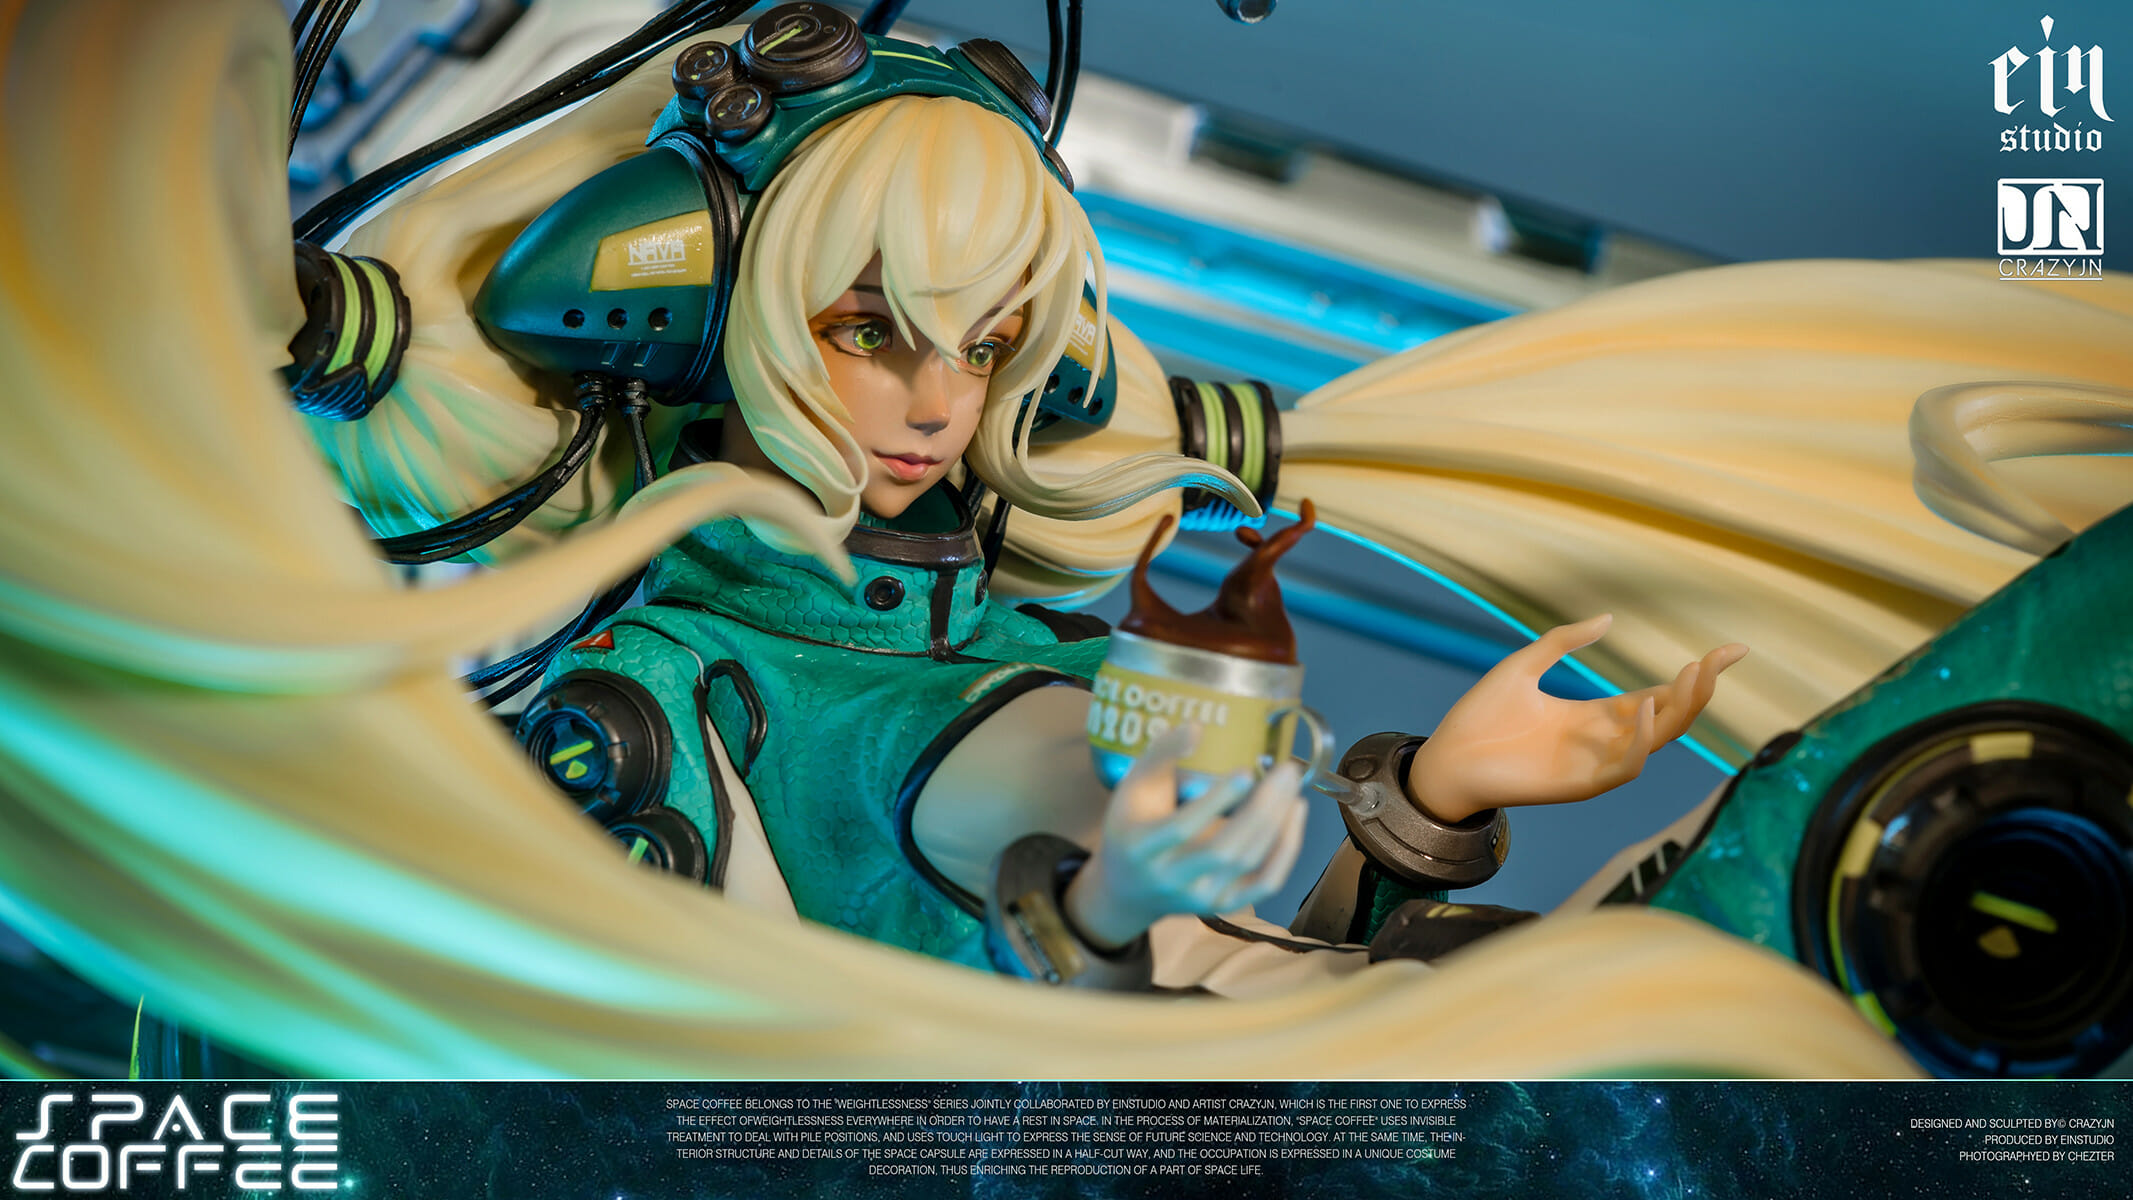 ein
studio
JN
CRAZYJN
NAVA
COFFEE
SPACE
COFFEE
SPACE COFFEE BELONGS TO THE "WEIGHTLESSNESS" SERIES JOINTLY COLLABORATED BY EINSTUDIO AND ARTIST CRAZYJN, WHICH IS THE FIRST ONE TO EXPRESS
THE EFFECT OFWEIGHTLESSNESS EVERYWHERE IN ORDER TO HAVE A REST IN SPACE. IN THE PROCESS OF MATERIALIZATION, "SPACE COFFEE" USES INVISIBLE
TREATMENT TO DEAL WITH PILE POSITIONS, AND USES TOUCH LIGHT TO EXPRESS THE SENSE OF FUTURE SCIENCE AND TECHNOLOGY. AT THE SAME TIME, THE IN-
TERIOR STRUCTURE AND DETAILS OF THE SPACE CAPSULE ARE EXPRESSED IN A HALF-CUT WAY, AND THE OCCUPATION IS EXPRESSED IN A UNIQUE COSTUME
DECORATION, THUS ENRICHING THE REPRODUCTION OF A PART OF SPACE LIFE.
DESIGNED AND SCULPTED BY© CRAZYJN
PRODUCED BY EINSTUDIO
PHOTOGRAPHYED BY CHEZTER